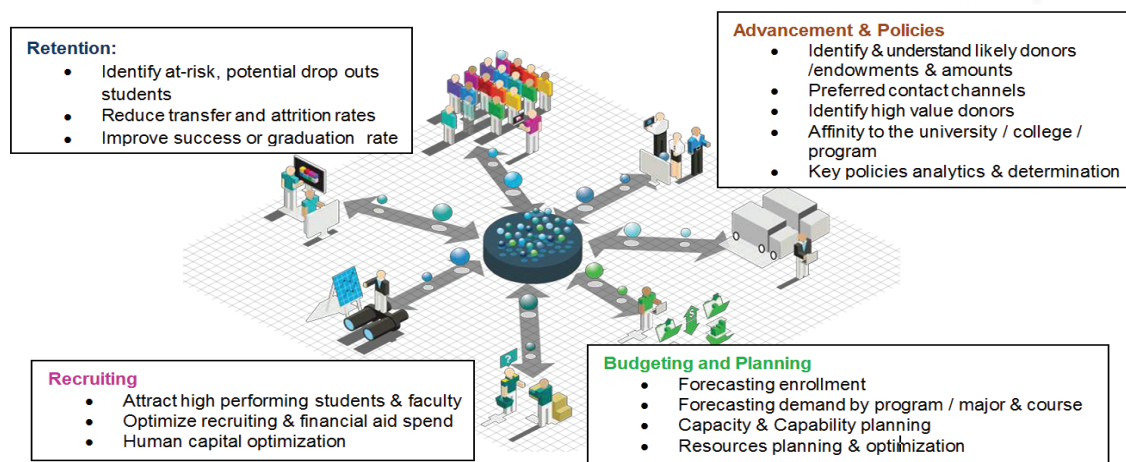 Retention:
• Identify at-risk, potential drop outs
students
• Reduce transfer and attrition rates
• Improve success or graduation rate
Advancement & Policies
• Identify & understand likely donors
/endowments & amounts
• Preferred contact channels
• Identify high value donors
• Affinity to the university / college /
program
• Key policies analytics & determination
Recruiting
• Attract high performing students & faculty
• Optimize recruiting & financial aid spend
• Human capital optimization
?
$
Budgeting and Planning
• Forecasting enrollment
• Forecasting demand by program / major & course
• Capacity & Capability planning
• Resources planning & optimization